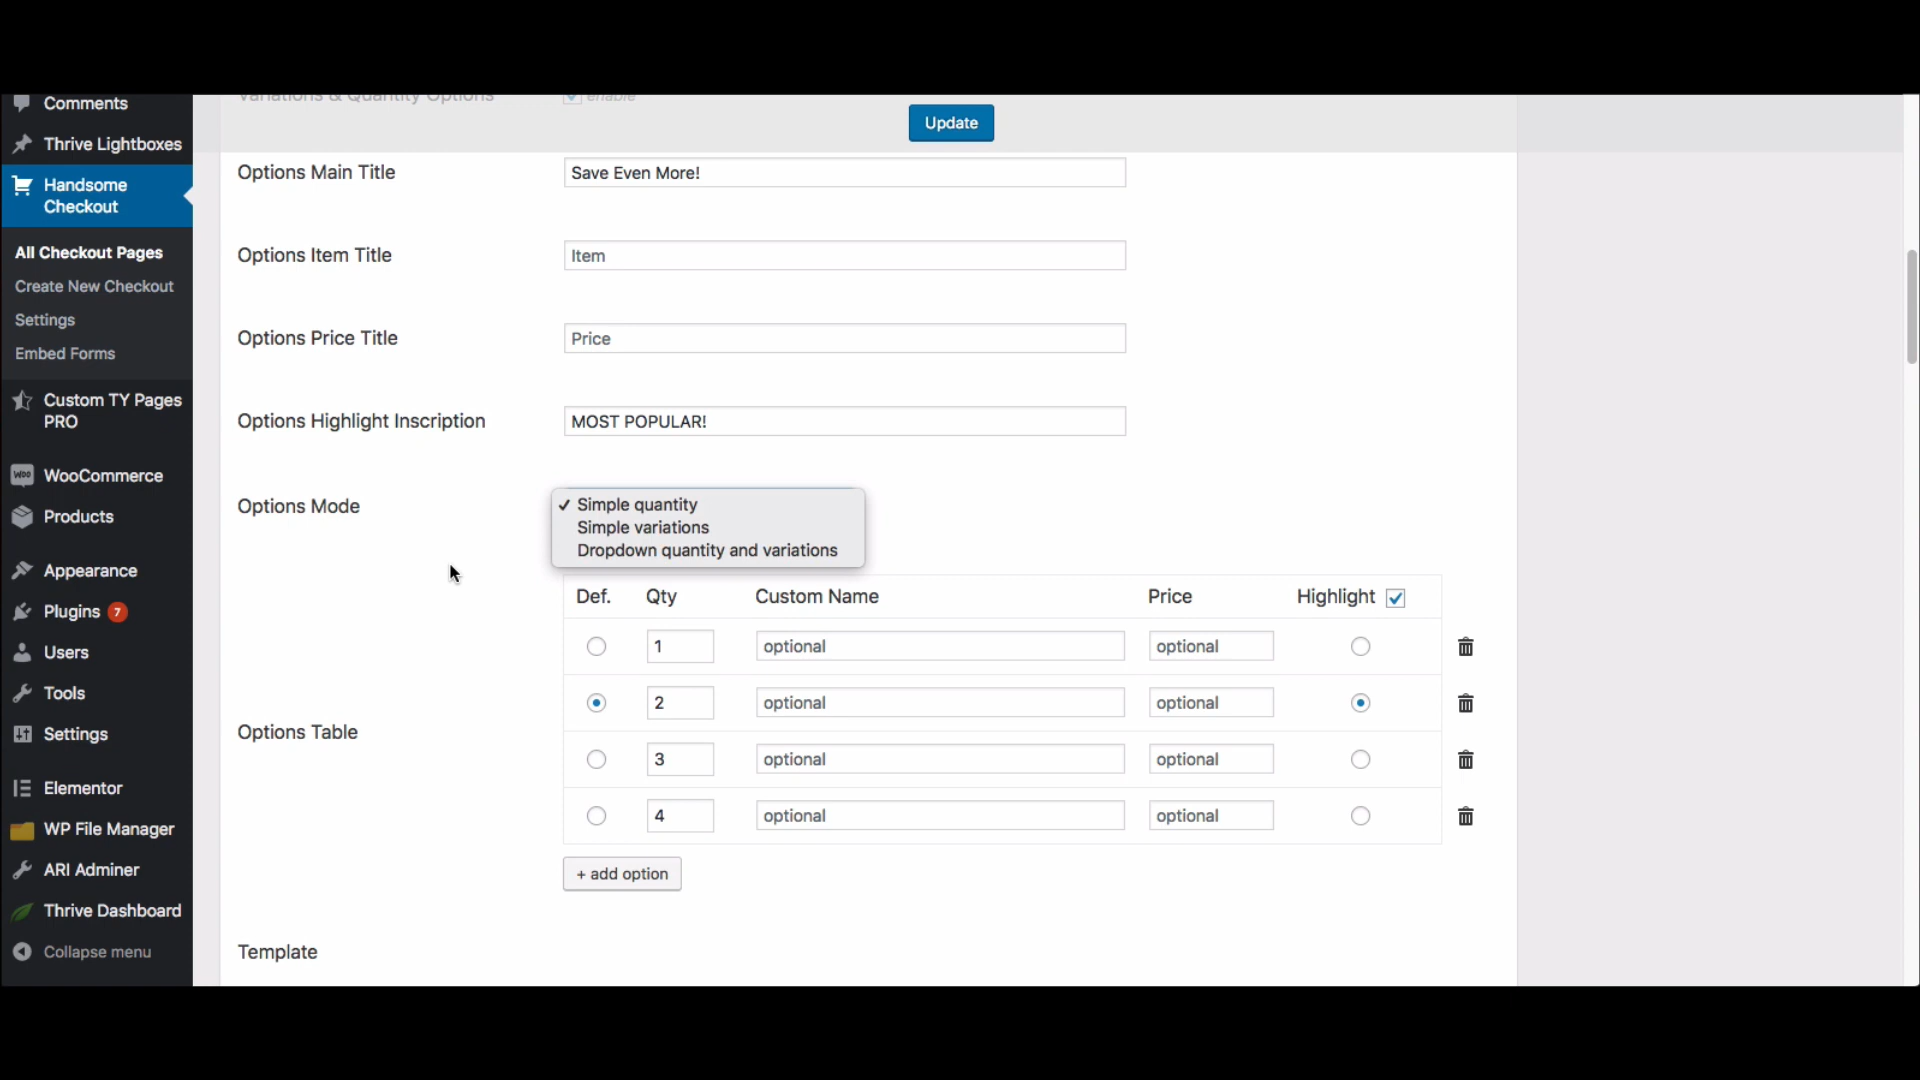 Comments
Thrive Lightboxes
Handsome
Checkout
All Checkout Pages
Create New Checkout
Settings
Embed Forms
Custom TY Pages
PRO
WooCommerce
Products
Appearance
Plugins 7
Users
Tools
Settings
Elementor
WP File Manager
ARI Adminer
Thrive Dashboard
Collapse menu
Variations & Quantity Options enable
Update
Options Main Title Save Even More!
Options Item Title Item
Options Price Title Price
Options Highlight Inscription MOST POPULAR!
Options Mode
Simple quantity
Simple variations
Dropdown quantity and variations
Def. Qty Custom Name Price Highlight
1 optional optional
2 optional optional
Options Table
3 optional optional
4 optional optional
+ add option
Template